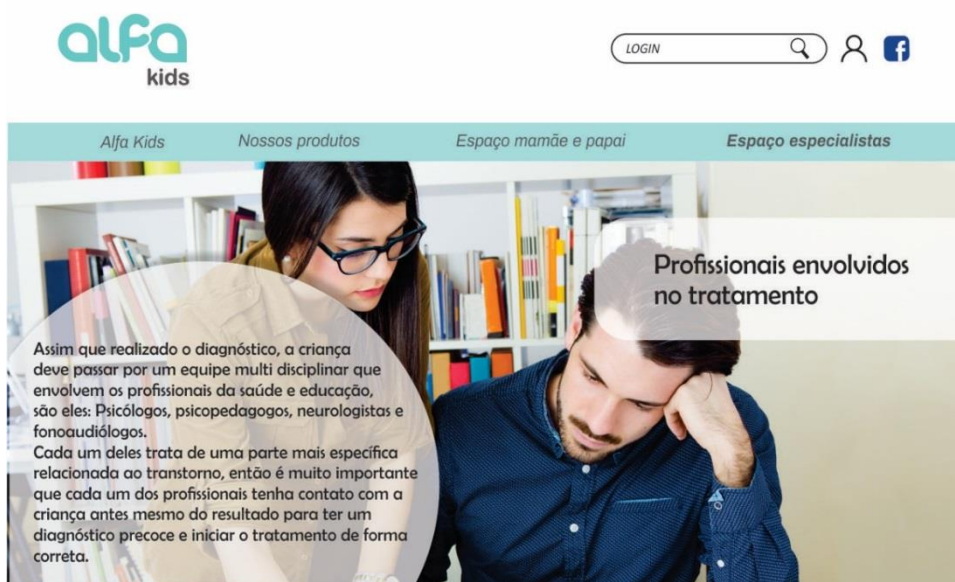 alfa
kids
LOGIN
Alfa Kids Nossos produtos Espaço mamãe e papai Espaço especialistas
Profissionais envolvidos
no tratamento
Assim que realizado o diagnóstico, a criança
deve passar por um equipe multi disciplinar que
envolvem os profissionais da saúde e educação,
são eles: Psicólogos, psicopedagogos, neurologistas e
fonoaudiólogos.
Cada um deles trata de uma parte mais específica
relacionada ao transtorno, então é muito importante
que cada um dos profissionais tenha contato com a
criança antes mesmo do resultado para ter um
diagnóstico precoce e iniciar o tratamento de forma
correta.